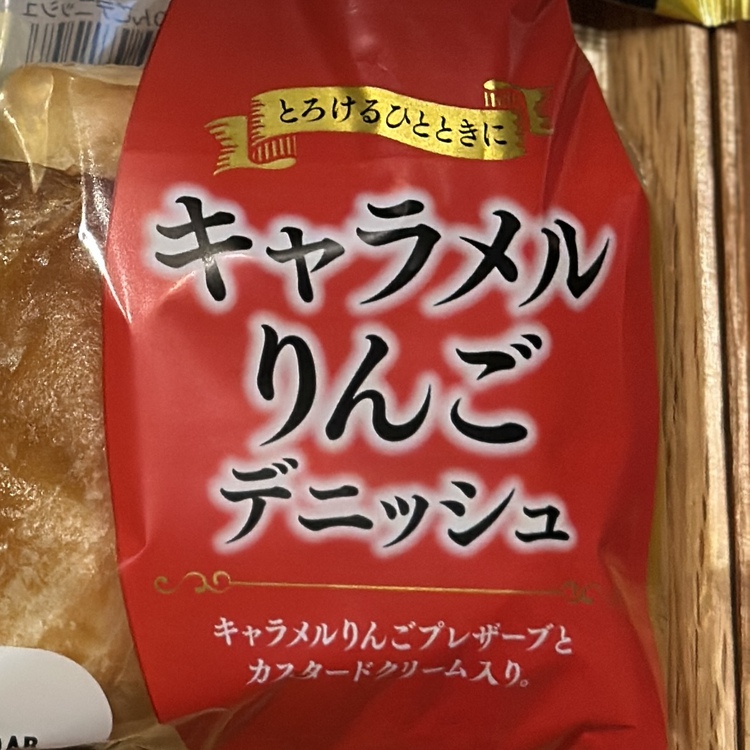 とろけるひとときに
キャラメル
りんご
デニッシュ
キャラメルりんごプレザーブと
カスタードクリーム入り。